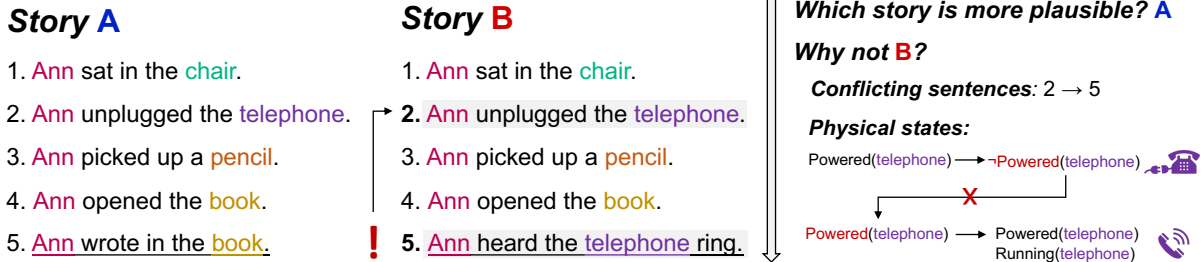 Story A
1. Ann sat in the chair.
2. Ann unplugged the telephone.
3. Ann picked up a pencil.
4. Ann opened the book.
5. Ann wrote in the book.
Story B
1. Ann sat in the chair.
2. Ann unplugged the telephone.
3. Ann picked up a pencil.
4. Ann opened the book.
! 5. Ann heard the telephone ring.
Which story is more plausible? A
Why not B?
Conflicting sentences: 2 → 5
Physical states:
Powered(telephone) → ¬Powered(telephone)
X
Powered(telephone) → Powered(telephone)
Running(telephone)